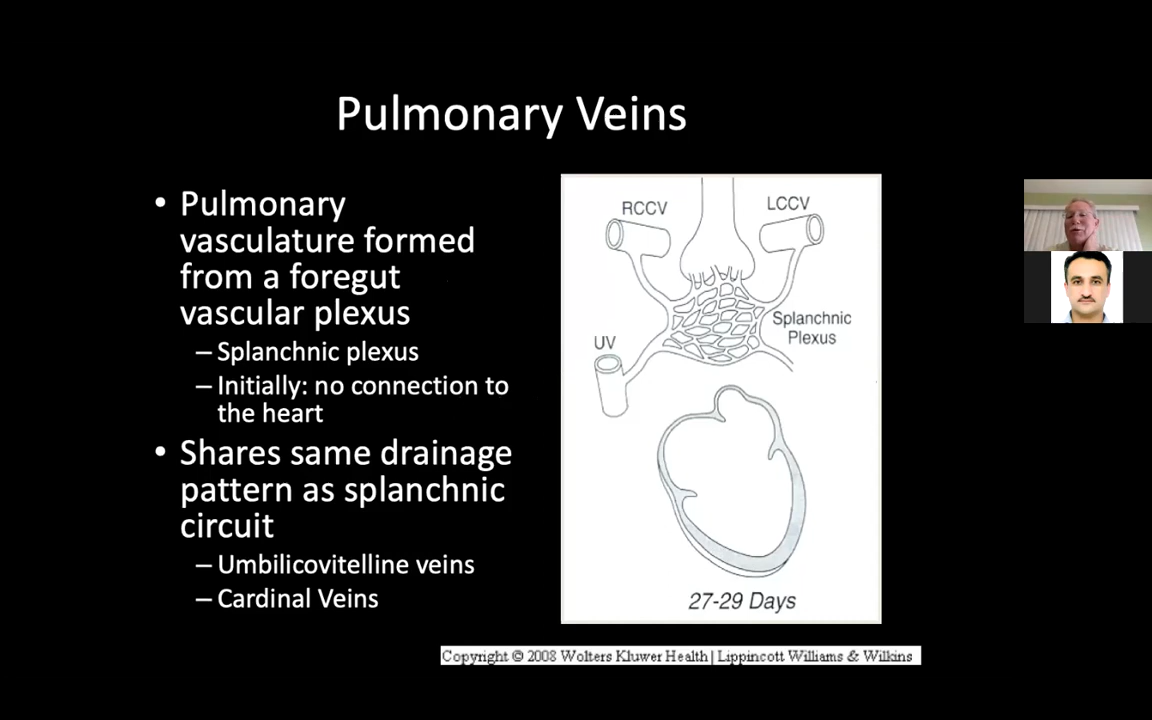 Pulmonary Veins
• Pulmonary
vasculature formed
from a foregut
vascular plexus
– Splanchnic plexus
– Initially: no connection to
the heart
• Shares same drainage
pattern as splanchnic
circuit
– Umbilicovitelline veins
– Cardinal Veins
RCCV
LCCV
Splanchnic
Plexus
UV
27-29 Days
Copyright © 2008 Wolters Kluwer Health | Lippincott Williams & Wilkins